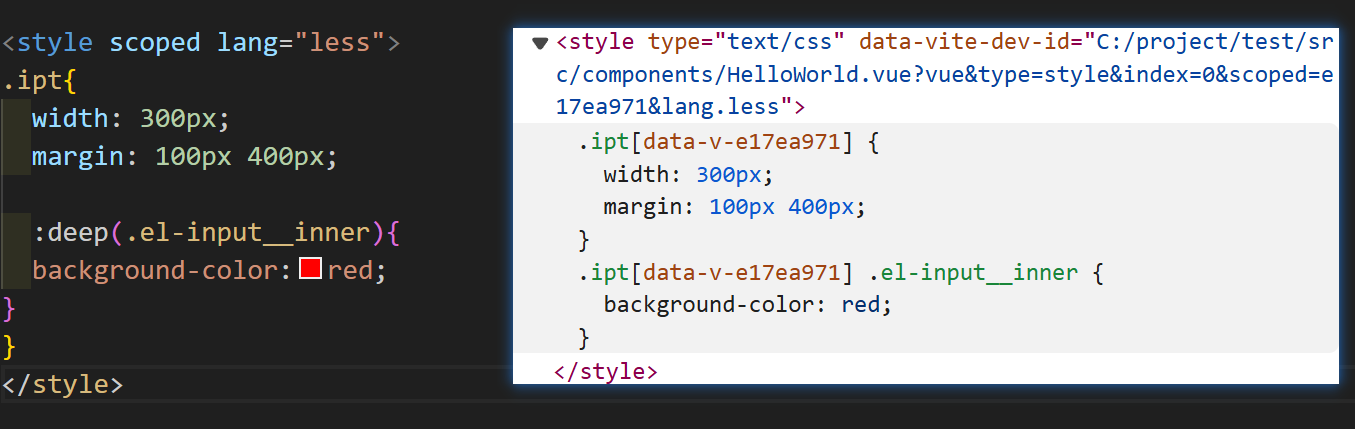 <style scoped lang="less">
.ipt{
width: 300px;
margin: 100px 400px;
:deep(.el-input__inner){
background-color: red;
}
}
</style>
<style type="text/css" data-vite-dev-id="C:/project/test/sr
c/components/HelloWorld.vue?vue&type=style&index=0&scoped=e
17ea971&lang.less">
.ipt[data-v-e17ea971] {
width: 300px;
margin: 100px 400px;
}
.ipt[data-v-e17ea971] .el-input__inner {
background-color: red;
}
</style>